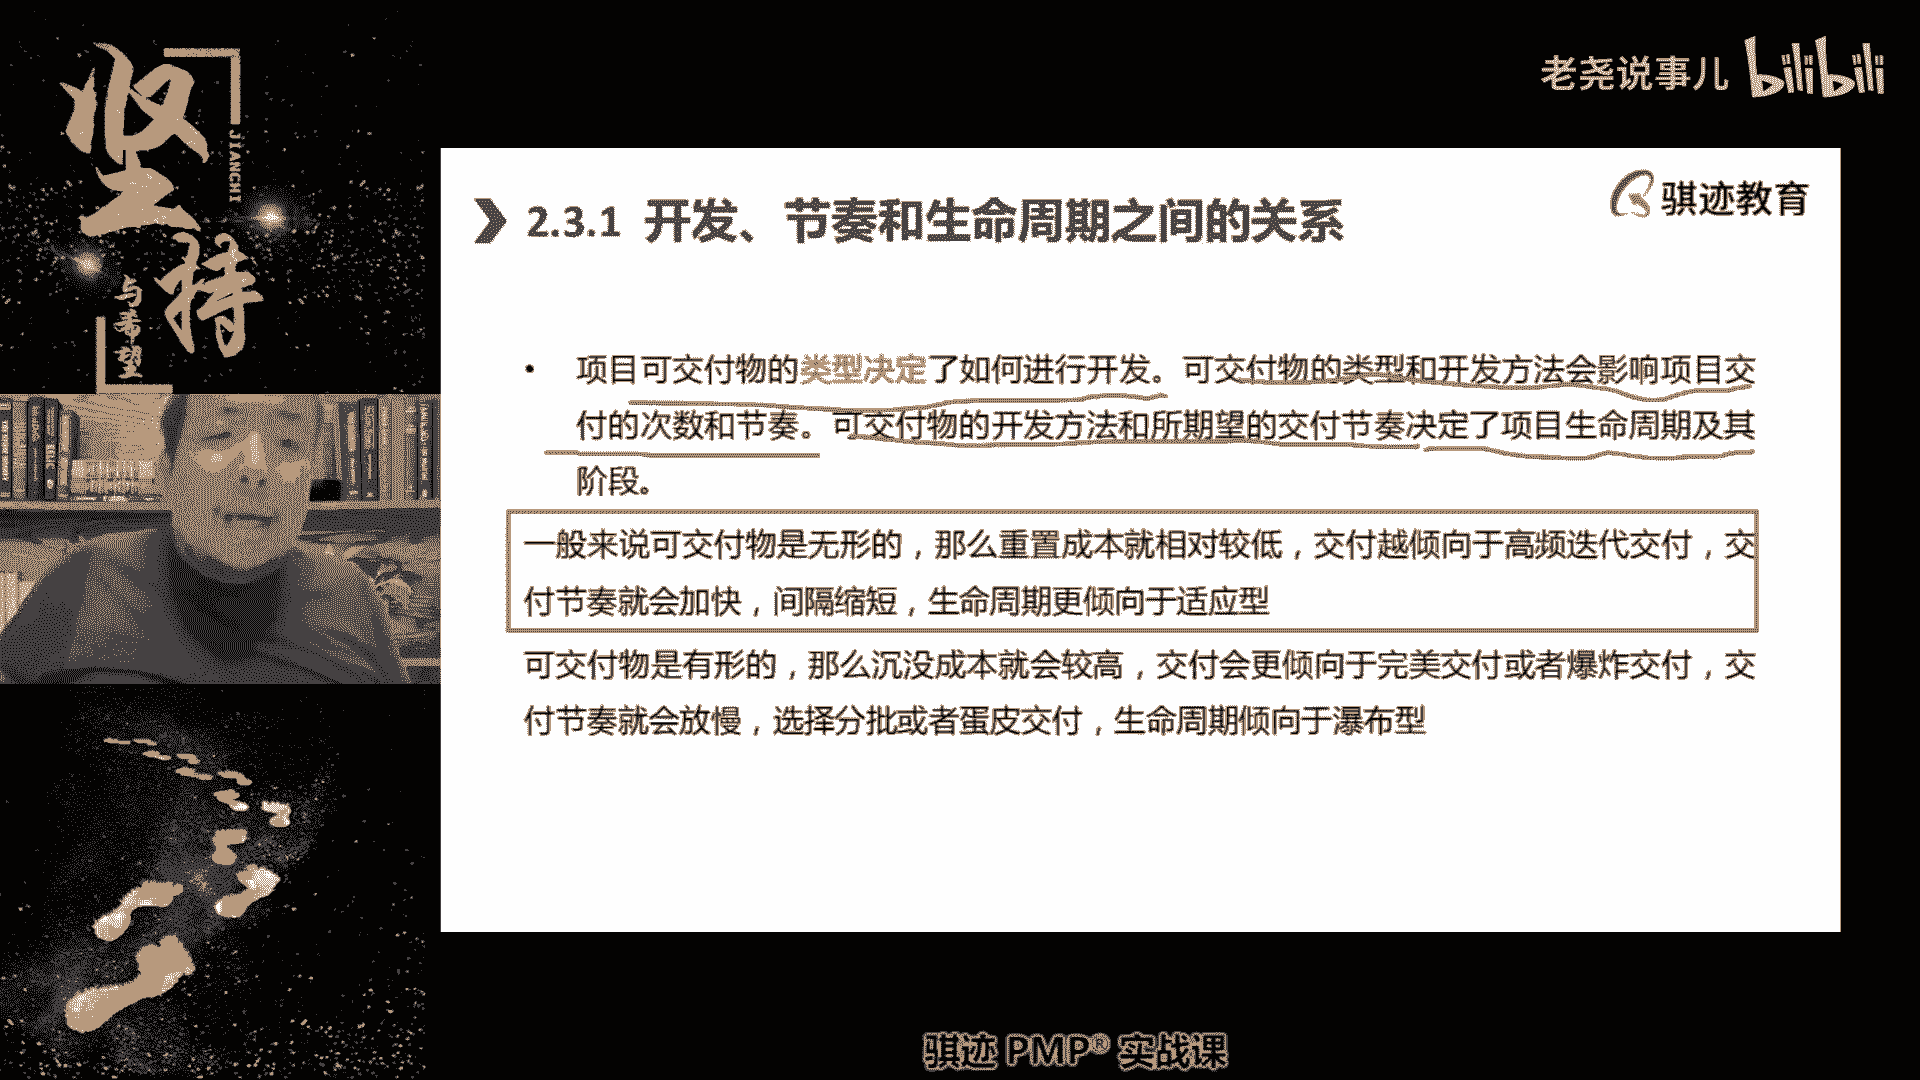 坚持
JIANCHI
与希望
老尧说事儿 bilibili
骐迹教育
2.3.1 开发、节奏和生命周期之间的关系
• 项目可交付物的类型决定了如何进行开发。可交付物的类型和开发方法会影响项目交
付的次数和节奏。可交付物的开发方法和所期望的交付节奏决定了项目生命周期及其
阶段。
一般来说可交付物是无形的，那么重置成本就相对较低，交付越倾向于高频迭代交付，交
付节奏就会加快，间隔缩短，生命周期更倾向于适应型
可交付物是有形的，那么沉没成本就会较高，交付会更倾向于完美交付或者爆炸交付，交
付节奏就会放慢，选择分批或者蛋皮交付，生命周期倾向于瀑布型
骐迹 PMP® 实战课